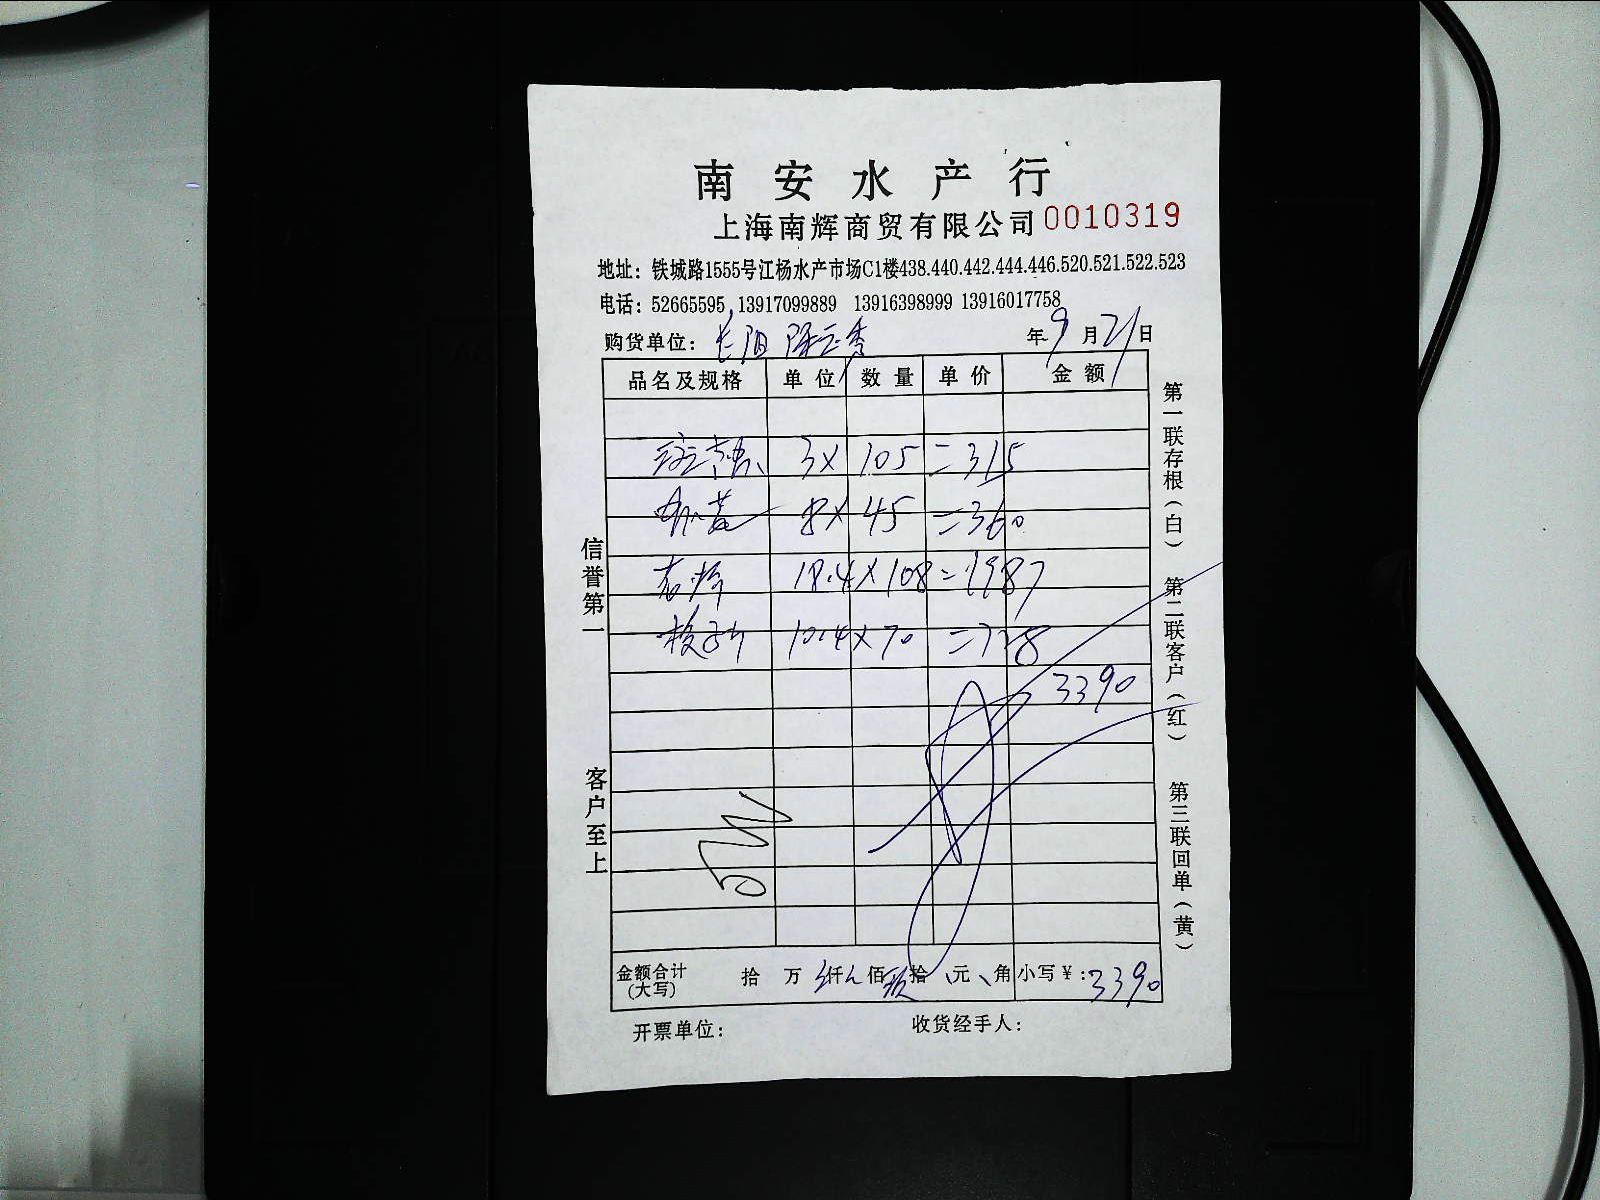 南安水产行
上海南辉商贸有限公司 0010319
地址：铁城路1555号江杨水产市场C1楼438.440.442.444.446.520.521.522.523
电话：52665595 13917099889 13916398999 13916017758
购货单位：长阳 年9月21日
品名及规格 单位 数量 单价 金额
3× 105 =315
8× 45 =360
18.4×108=1987
10.4×70 =728
3390
金额合计(大写) 拾 万 3仟 佰 玖拾 元 角 小写￥：3390
开票单位： 收货经手人：
信誉第一
客户至上
第一联存根（白）
第二联客户（红）
第三联回单（黄）